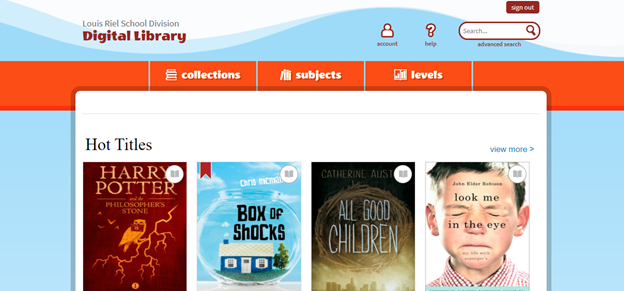 sign out
Louis Riel School Division
Digital Library
account
help
Search...
advanced search
collections
subjects
levels
Hot Titles
view more >
HARRY
POTTER
and the
PHILOSOPHER'S
STONE
CHRIS McMAHEN
BOX OF
SHOCKS
CATHERINE AUSTEN
ALL GOOD
CHILDREN
John Elder Robison
look me
in the eye